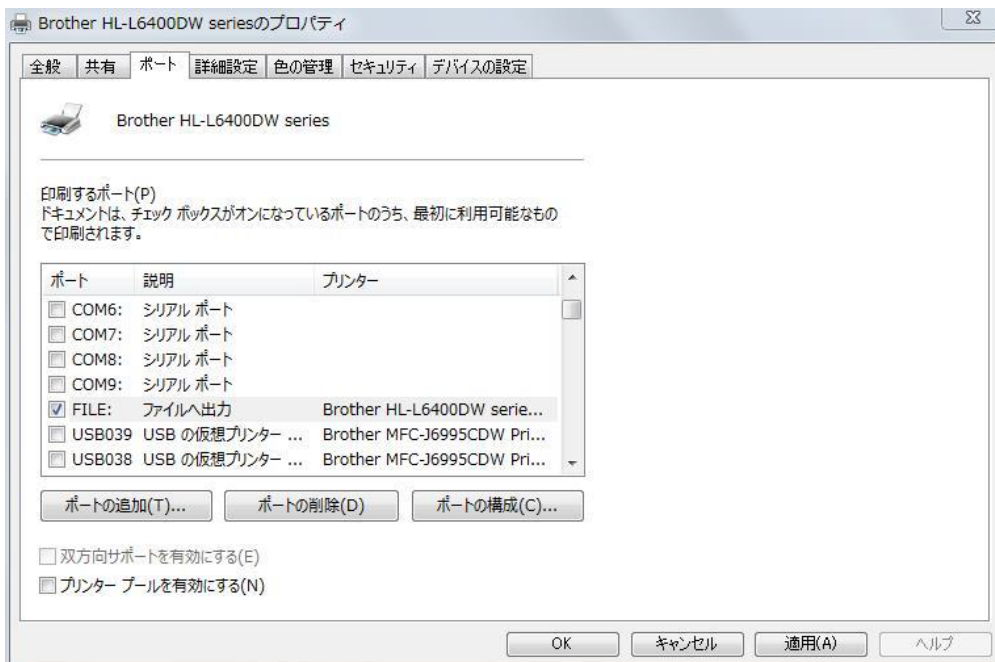 Brother HL-L6400DW seriesのプロパティ
全般 共有 ポート 詳細設定 色の管理 セキュリティ デバイスの設定
Brother HL-L6400DW series
印刷するポート(P)
ドキュメントは、チェック ボックスがオンになっているポートのうち、最初に利用可能なもの
で印刷されます。
ポート 説明 プリンター
COM6: シリアル ポート
COM7: シリアル ポート
COM8: シリアル ポート
COM9: シリアル ポート
FILE: ファイルへ出力 Brother HL-L6400DW serie...
USB039 USB の仮想プリンター ... Brother MFC-J6995CDW Pri...
USB038 USB の仮想プリンター ... Brother MFC-J6995CDW Pri...
ポートの追加(T)... ポートの削除(D) ポートの構成(C)...
双方向サポートを有効にする(E)
プリンター プールを有効にする(N)
OK キャンセル 適用(A) ヘルプ